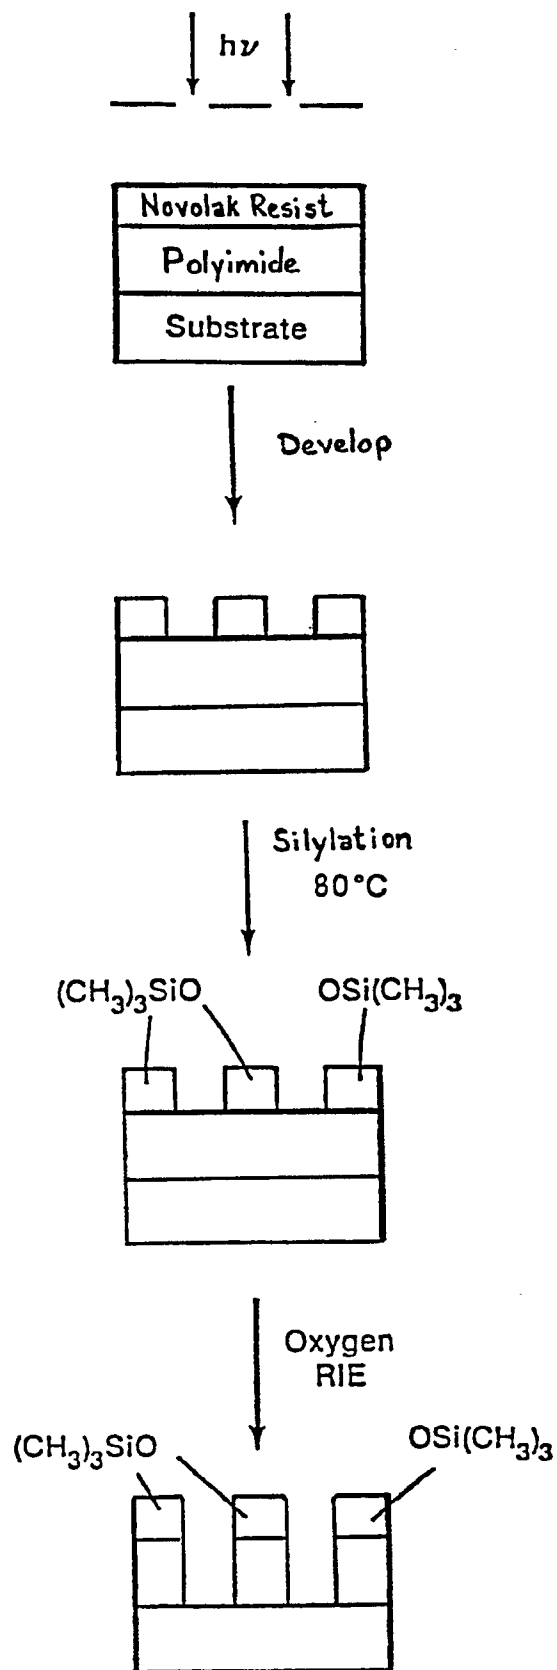 hν
Novolak Resist
Polyimide
Substrate
Develop
Silylation
80°C
(CH₃)₃SiO
OSi(CH₃)₃
Oxygen
RIE
(CH₃)₃SiO
OSi(CH₃)₃